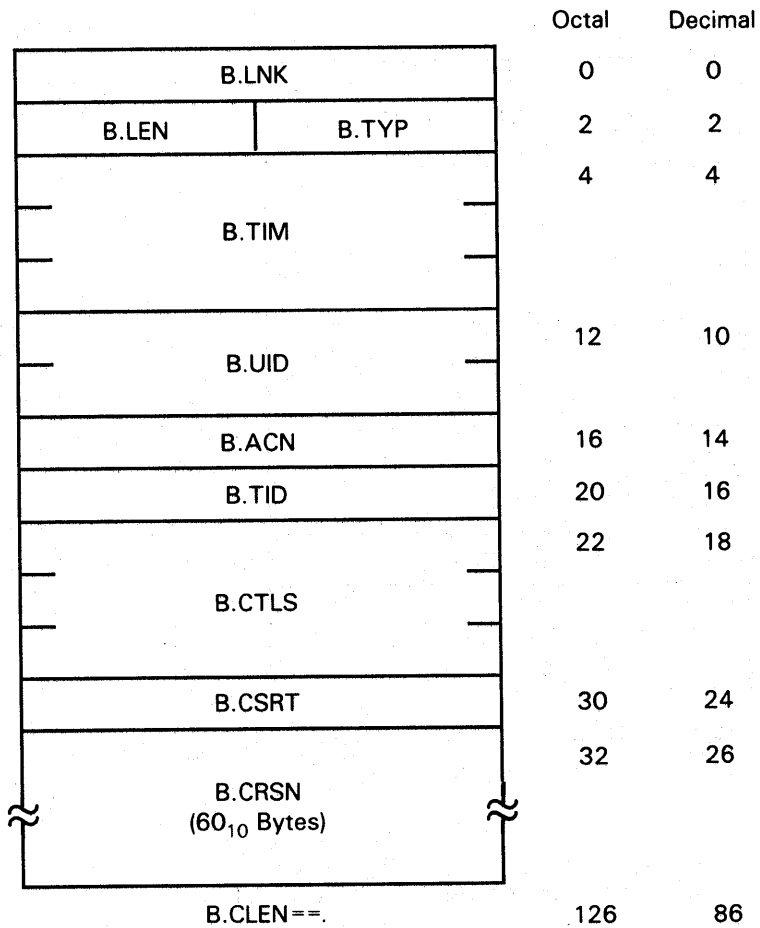 Octal Decimal
B.LNK 0 0
B.LEN B.TYP 2 2
4 4
B.TIM
12 10
B.UID
B.ACN 16 14
B.TID 20 16
22 18
B.CTLS
B.CSRT 30 24
32 26
B.CRSN
(60₁₀ Bytes)
B.CLEN==. 126 86